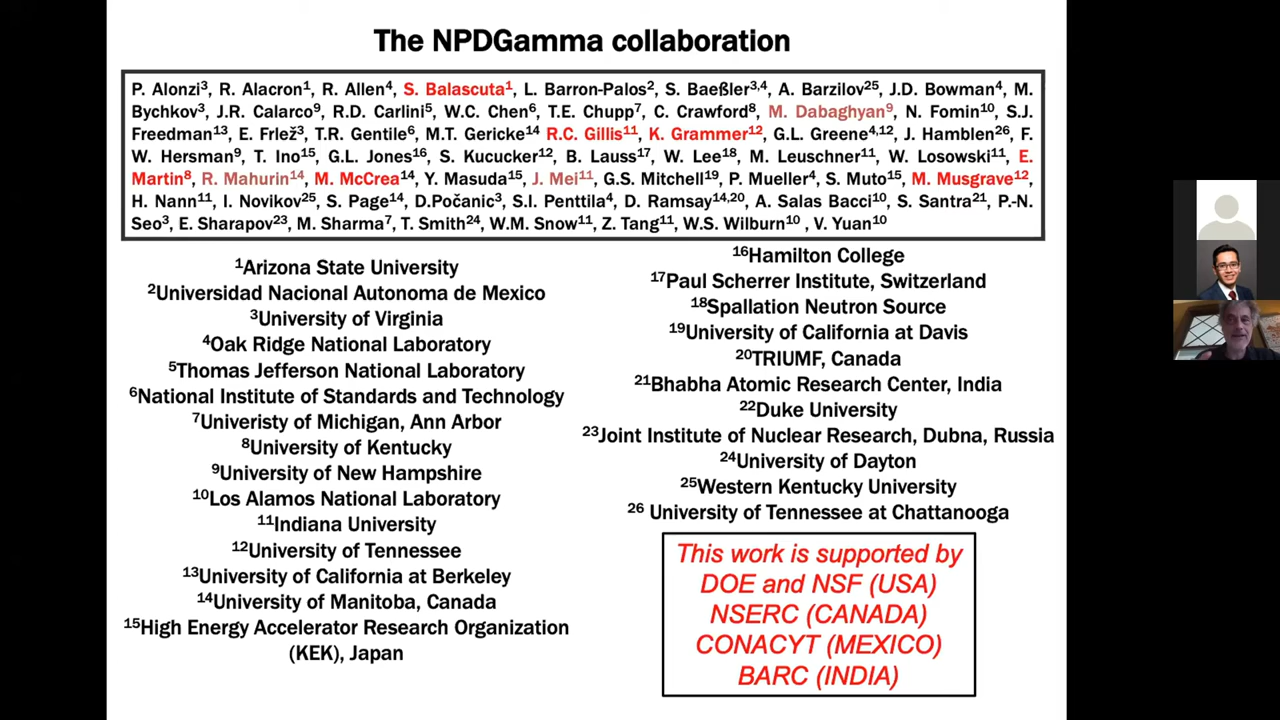 The NPDGamma collaboration
P. Alonzi³, R. Alacron¹, R. Allen⁴, S. Balascuta¹, L. Barron-Palos², S. Baeßler³,⁴, A. Barzilov²⁵, J.D. Bowman⁴, M.
Bychkov³, J.R. Calarco⁹, R.D. Carlini⁵, W.C. Chen⁶, T.E. Chupp⁷, C. Crawford⁸, M. Dabaghyan⁹, N. Fomin¹⁰, S.J.
Freedman¹³, E. Frlež³, T.R. Gentile⁶, M.T. Gericke¹⁴ R.C. Gillis¹¹, K. Grammer¹², G.L. Greene⁴,¹², J. Hamblen²⁶, F.
W. Hersman⁹, T. Ino¹⁵, G.L. Jones¹⁶, S. Kucucker¹², B. Lauss¹⁷, W. Lee¹⁸, M. Leuschner¹¹, W. Losowski¹¹, E.
Martin⁸, R. Mahurin¹⁴, M. McCrea¹⁴, Y. Masuda¹⁵, J. Mei¹¹, G.S. Mitchell¹⁹, P. Mueller⁴, S. Muto¹⁵, M. Musgrave¹²,
H. Nann¹¹, I. Novikov²⁵, S. Page¹⁴, D.Počanic³, S.I. Penttila⁴, D. Ramsay¹⁴,²⁰, A. Salas Bacci¹⁰, S. Santra²¹, P.-N.
Seo³, E. Sharapov²³, M. Sharma⁷, T. Smith²⁴, W.M. Snow¹¹, Z. Tang¹¹, W.S. Wilburn¹⁰ , V. Yuan¹⁰
¹Arizona State University
²Universidad Nacional Autonoma de Mexico
³University of Virginia
⁴Oak Ridge National Laboratory
⁵Thomas Jefferson National Laboratory
⁶National Institute of Standards and Technology
⁷Univeristy of Michigan, Ann Arbor
⁸University of Kentucky
⁹University of New Hampshire
¹⁰Los Alamos National Laboratory
¹¹Indiana University
¹²University of Tennessee
¹³University of California at Berkeley
¹⁴University of Manitoba, Canada
¹⁵High Energy Accelerator Research Organization
(KEK), Japan
¹⁶Hamilton College
¹⁷Paul Scherrer Institute, Switzerland
¹⁸Spallation Neutron Source
¹⁹University of California at Davis
²⁰TRIUMF, Canada
²¹Bhabha Atomic Research Center, India
²²Duke University
²³Joint Institute of Nuclear Research, Dubna, Russia
²⁴University of Dayton
²⁵Western Kentucky University
²⁶ University of Tennessee at Chattanooga
This work is supported by
DOE and NSF (USA)
NSERC (CANADA)
CONACYT (MEXICO)
BARC (INDIA)